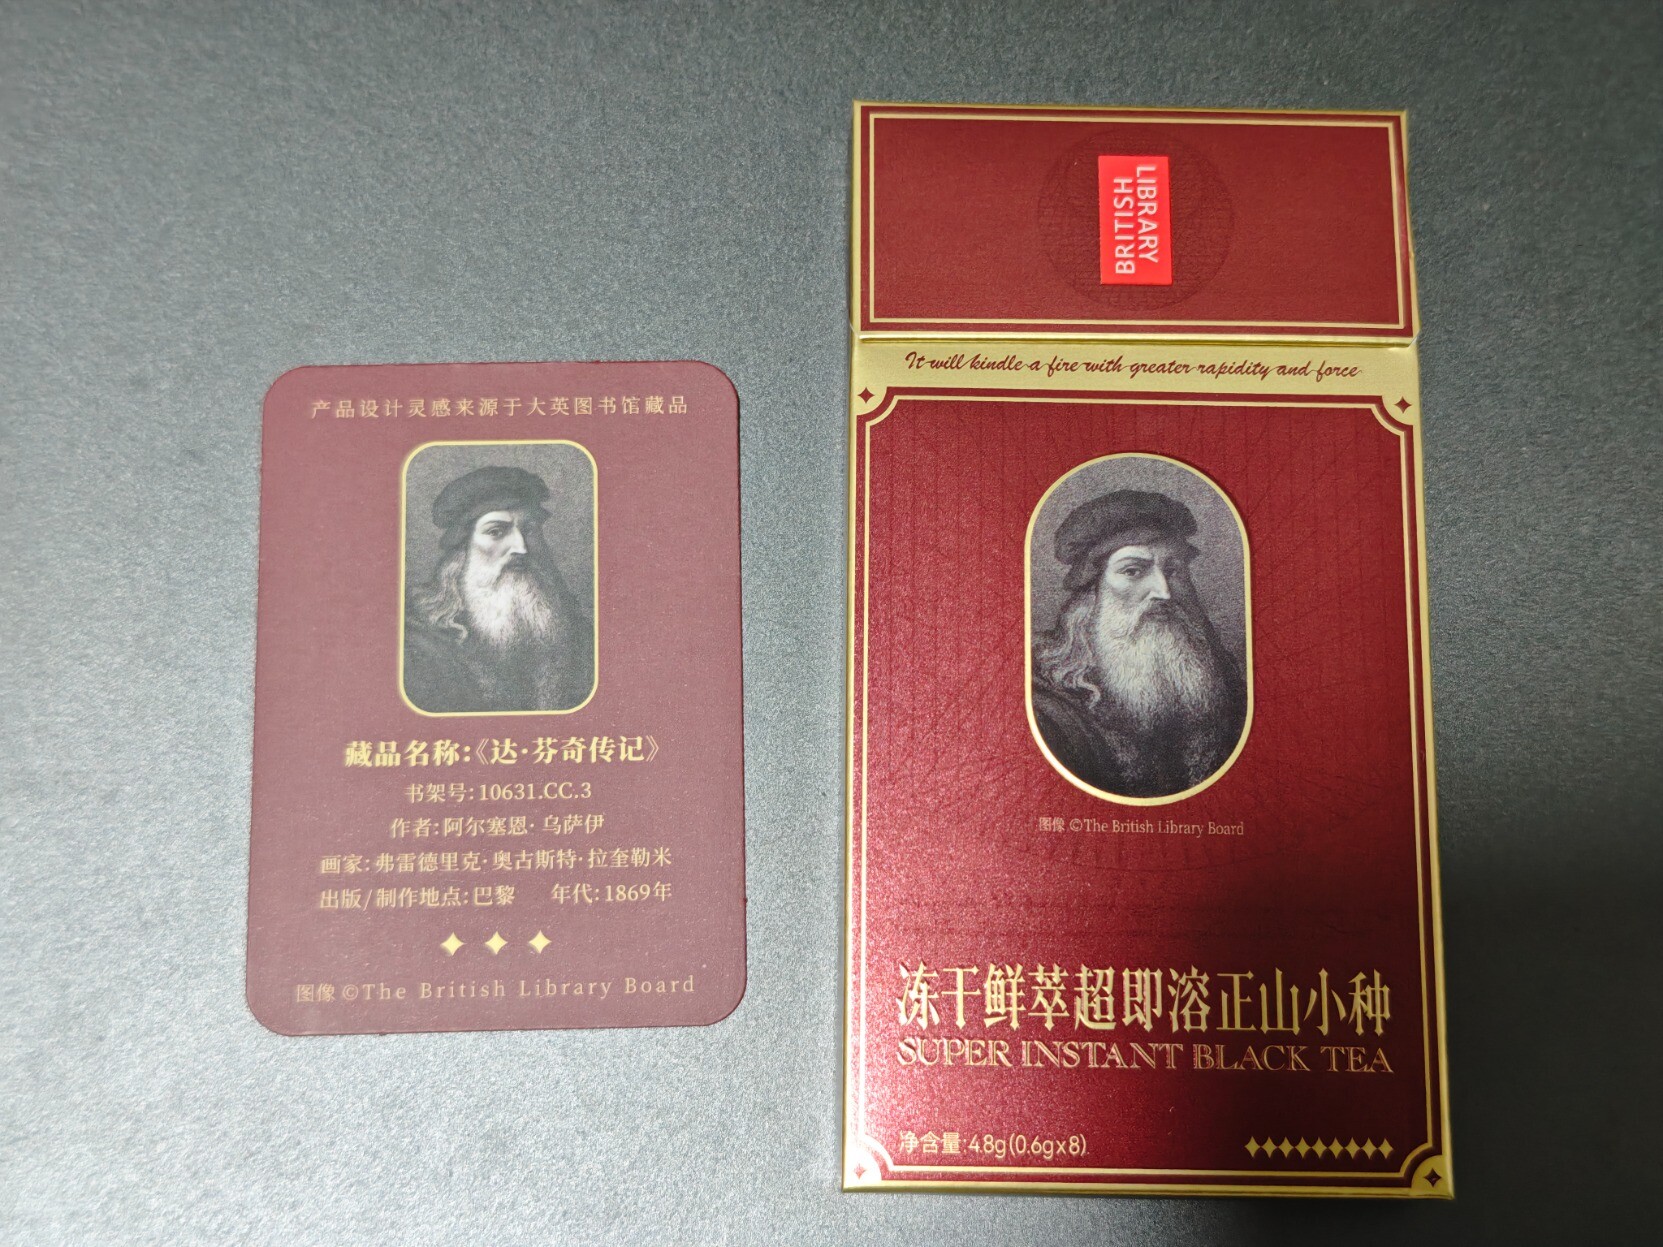 产品设计灵感来源于大英图书馆藏品
藏品名称:《达·芬奇传记》
书架号:10631.CC.3
作者:阿尔塞恩·乌萨伊
画家:弗雷德里克·奥古斯特·拉奎勒米
出版/制作地点:巴黎 年代:1869年
图像 ©The British Library Board
BRITISH
LIBRARY
It will kindle a fire with greater rapidity and force
图像 ©The British Library Board
冻干鲜萃超即溶正山小种
SUPER INSTANT BLACK TEA
净含量:4.8g(0.6g×8)